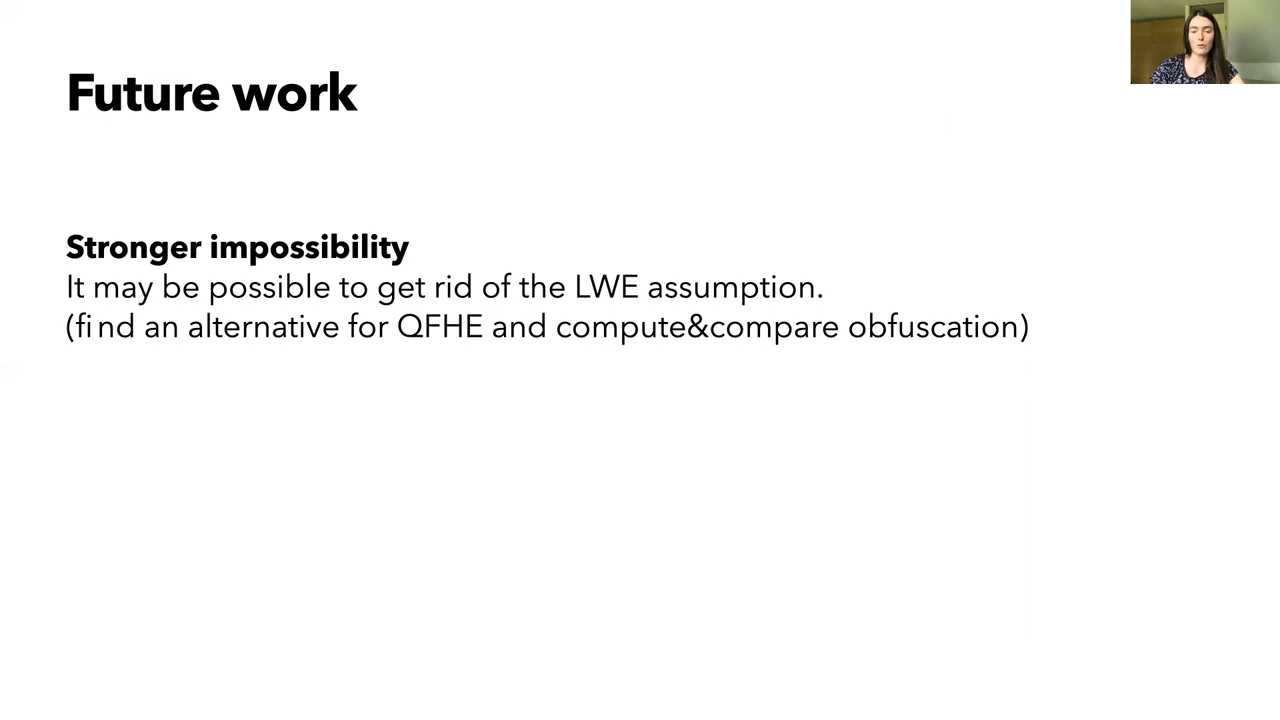 Future work
Stronger impossibility
It may be possible to get rid of the LWE assumption.
(find an alternative for QFHE and compute&compare obfuscation)